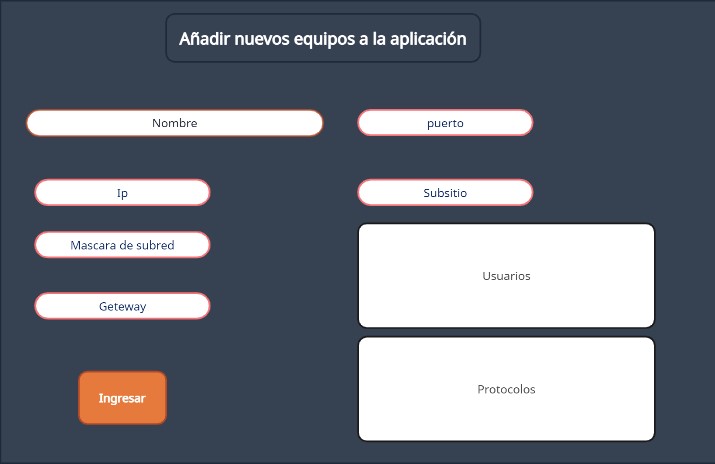 Añadir nuevos equipos a la aplicación
Nombre
puerto
Ip
Subsitio
Mascara de subred
Usuarios
Geteway
Protocolos
Ingresar